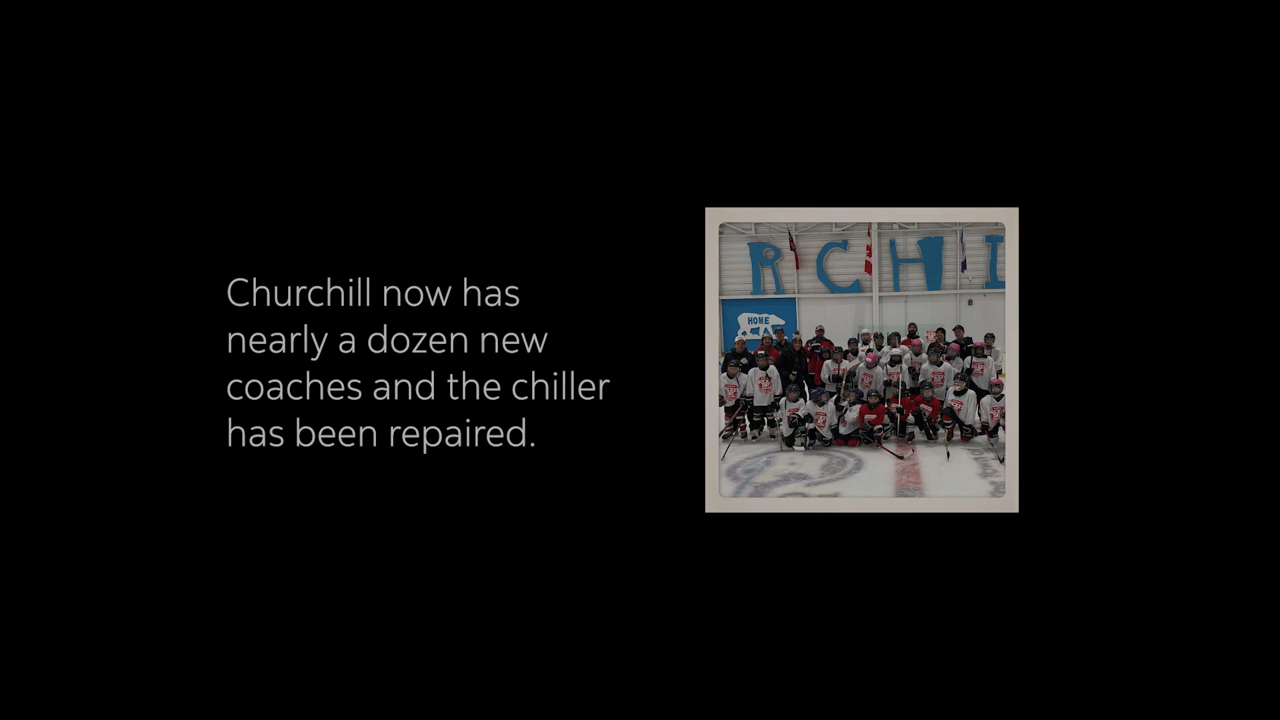 Churchill now has
nearly a dozen new
coaches and the chiller
has been repaired.
RCHI
HOME